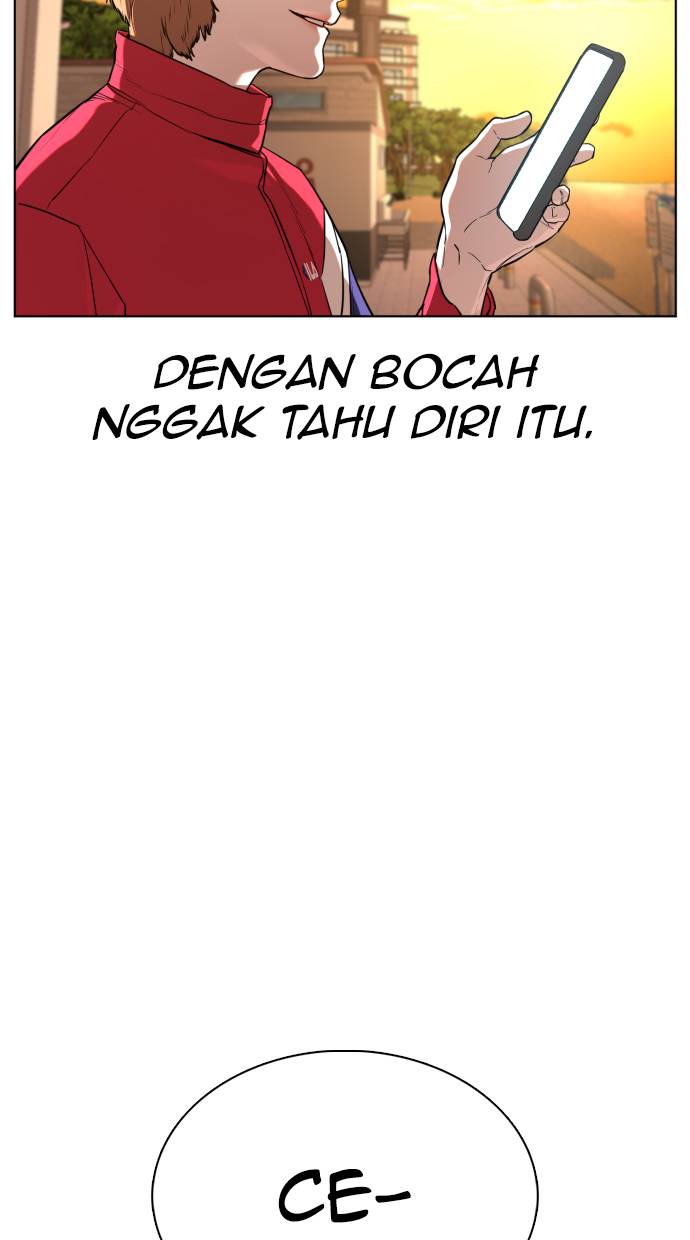 DENGAN BOCAH
NGGAK TAHU DIRI ITU.
CE-